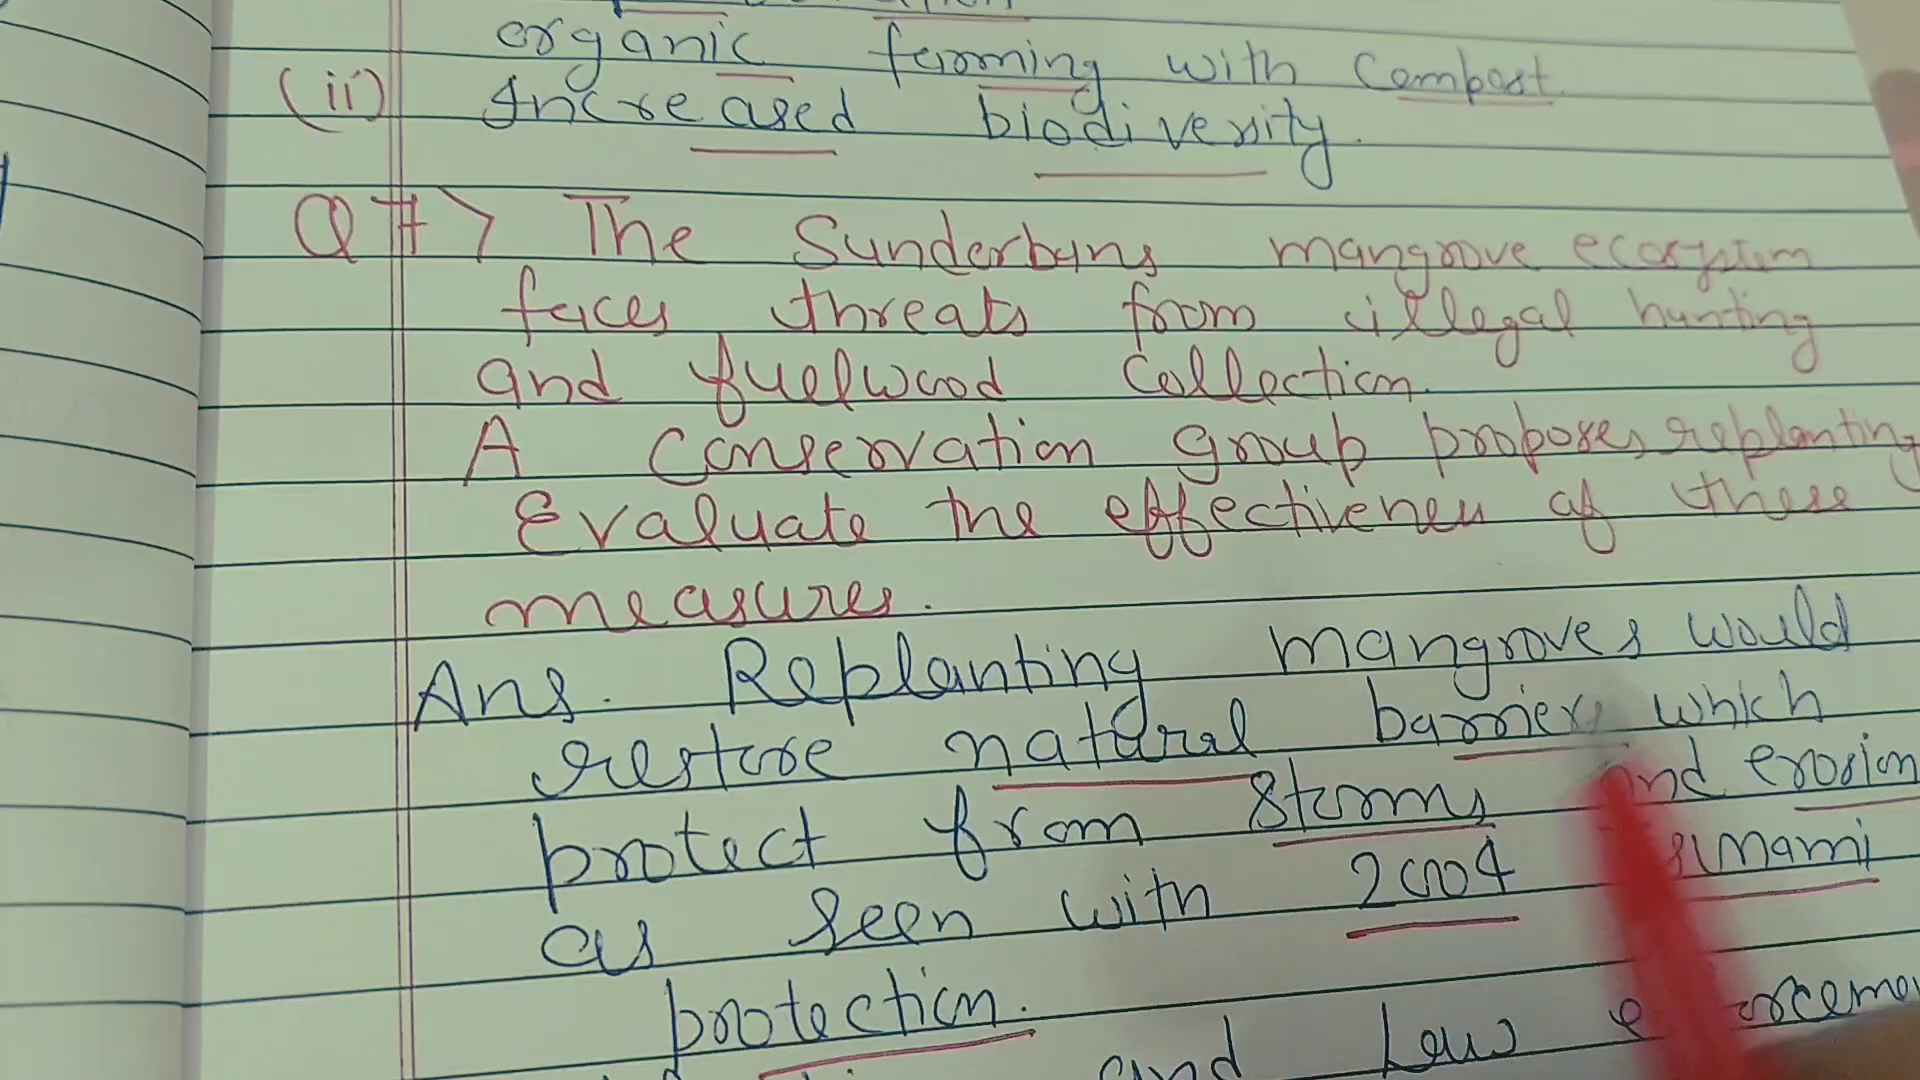 organic farming with compost
(ii) Increased biodiversity.
Q7> The Sunderbans mangrove ecosystem
faces threats from illegal hunting
and fuelwood collection.
A conservation group proposes replanting
Evaluate the effectiveness of these
measures.
Ans. Replanting mangroves would
restore natural barriers which
protect from storms and erosion
as seen with 2004
protection.
and Law